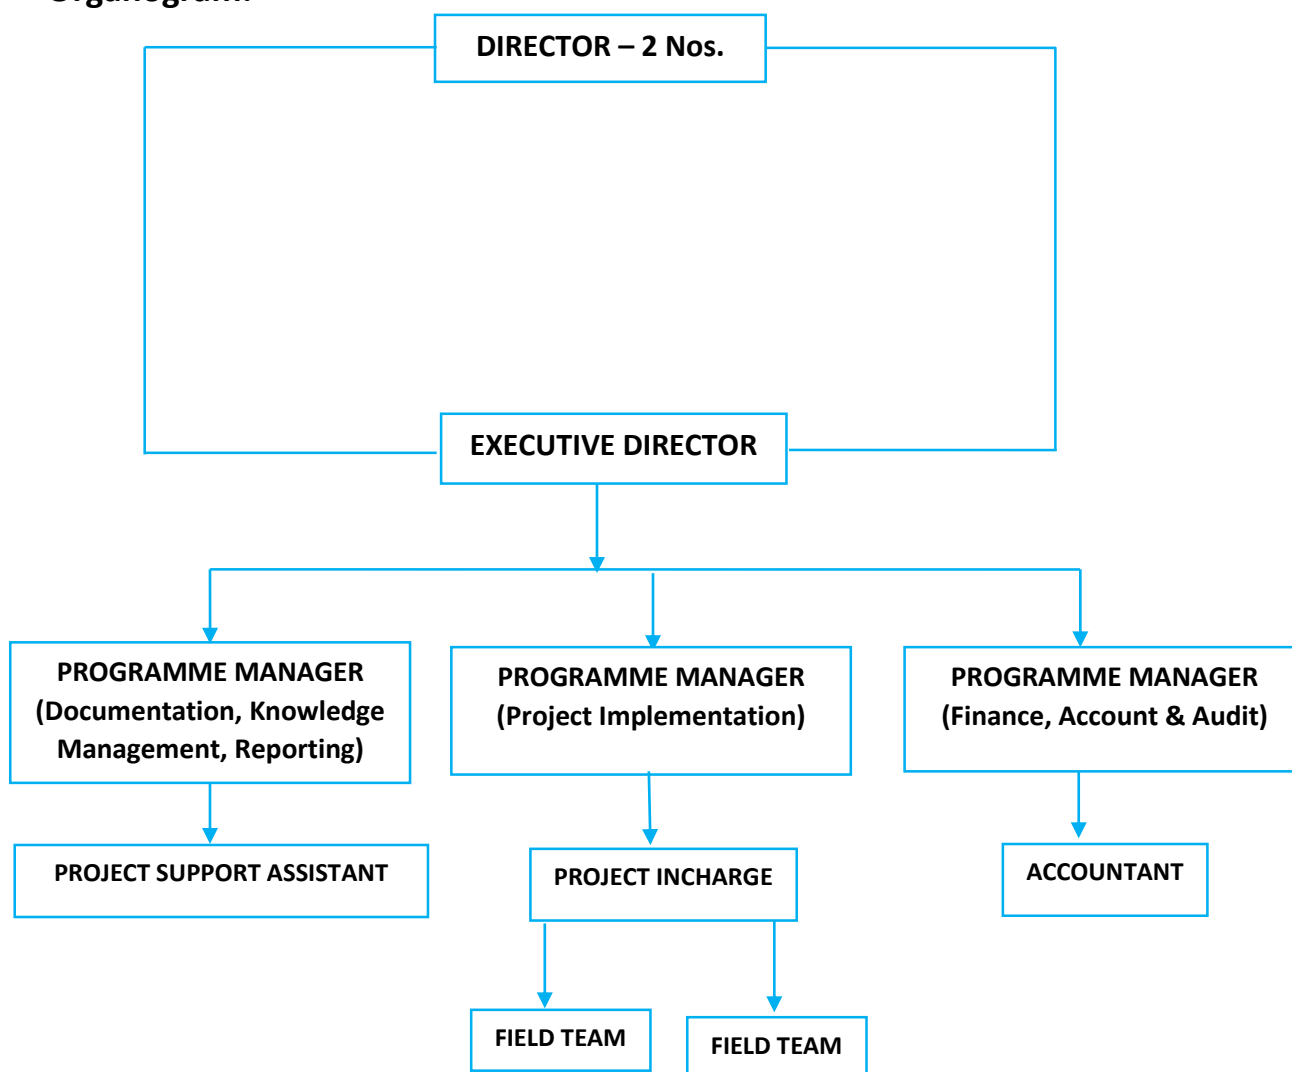 Organogram:
DIRECTOR – 2 Nos.
EXECUTIVE DIRECTOR
PROGRAMME MANAGER
(Documentation, Knowledge
Management, Reporting)
PROGRAMME MANAGER
(Project Implementation)
PROGRAMME MANAGER
(Finance, Account & Audit)
PROJECT SUPPORT ASSISTANT
PROJECT INCHARGE
ACCOUNTANT
FIELD TEAM
FIELD TEAM